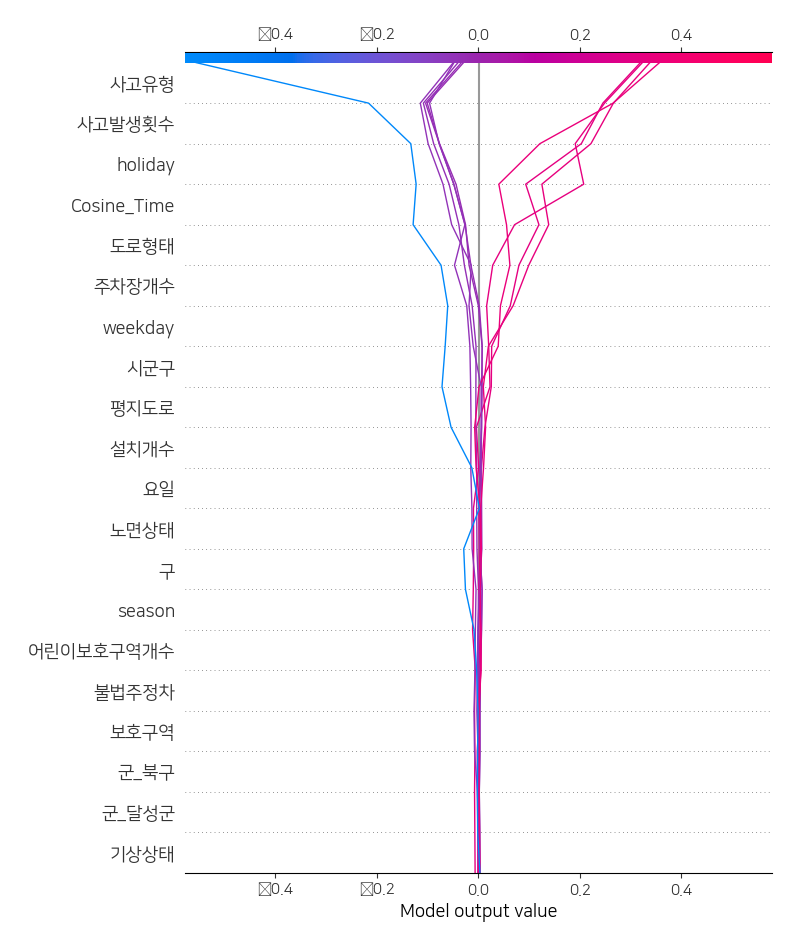 ☒0.4 ☒0.2 0.0 0.2 0.4
사고유형
사고발생횟수
holiday
Cosine_Time
도로형태
주차장개수
weekday
시군구
평지도로
설치개수
요일
노면상태
구
season
어린이보호구역개수
불법주정차
보호구역
군_북구
군_달성군
기상상태
☒0.4 ☒0.2 0.0 0.2 0.4
Model output value